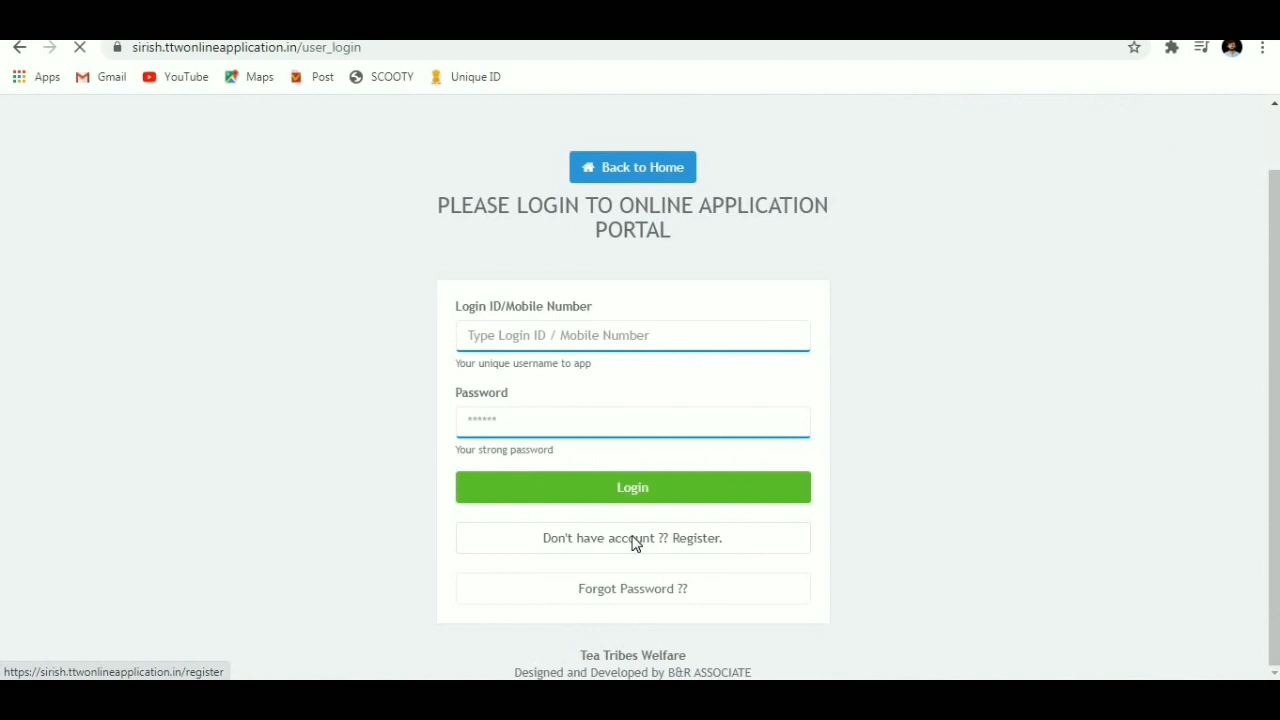 sirish.ttwonlineapplication.in/user_login
Apps Gmail YouTube Maps Post SCOOTY Unique ID
Back to Home
PLEASE LOGIN TO ONLINE APPLICATION
PORTAL
Login ID/Mobile Number
Type Login ID / Mobile Number
Your unique username to app
Password
******
Your strong password
Login
Don't have account ?? Register.
Forgot Password ??
Tea Tribes Welfare
Designed and Developed by B&R ASSOCIATE
https://sirish.ttwonlineapplication.in/register